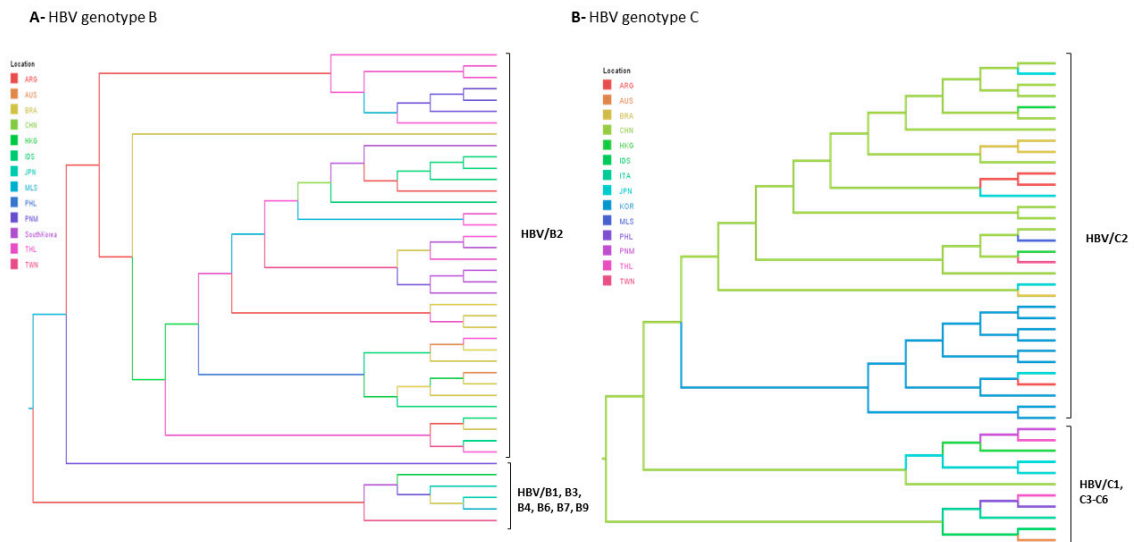 A- HBV genotype B
Location
ARG
AUS
BRA
CHN
HKG
IDS
JPN
MLS
PHL
PNM
SouthKorea
THL
TWN
HBV/B2
HBV/B1, B3,
B4, B6, B7, B9
B- HBV genotype C
Location
ARG
AUS
BRA
CHN
HKG
IDS
ITA
JPN
KOR
MLS
PHL
PNM
THL
TWN
HBV/C2
HBV/C1,
C3-C6